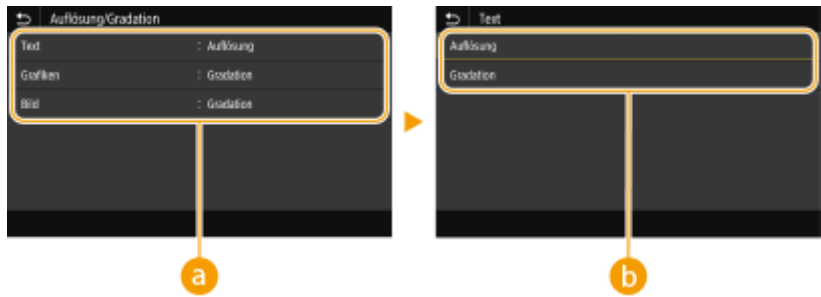 Auflösung/Gradation
Text : Auflösung
Grafiken : Gradation
Bild : Gradation
a
Text
Auflösung
Gradation
b